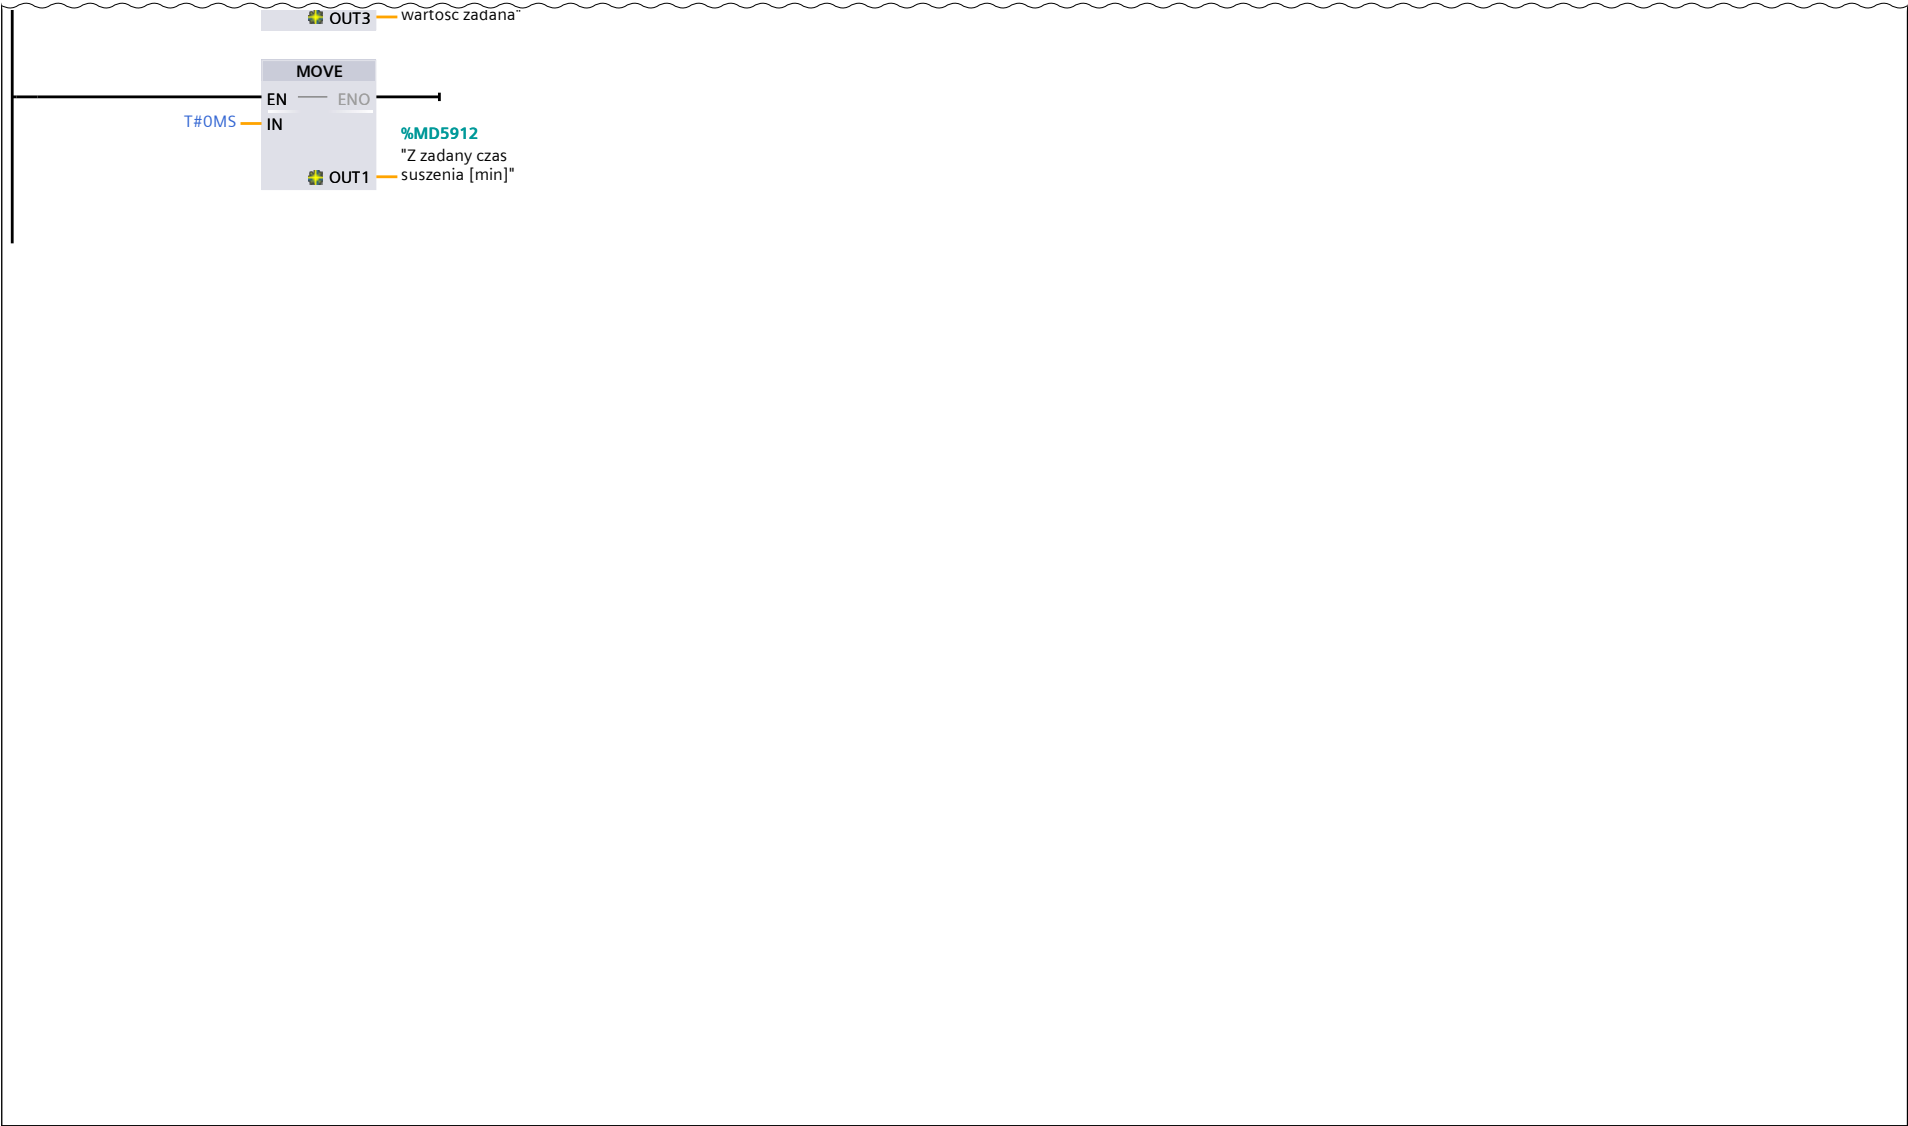 OUT3
wartosc zadana"
MOVE
EN ENO
T#0MS IN
%MD5912
"Z zadany czas
suszenia [min]"
OUT1